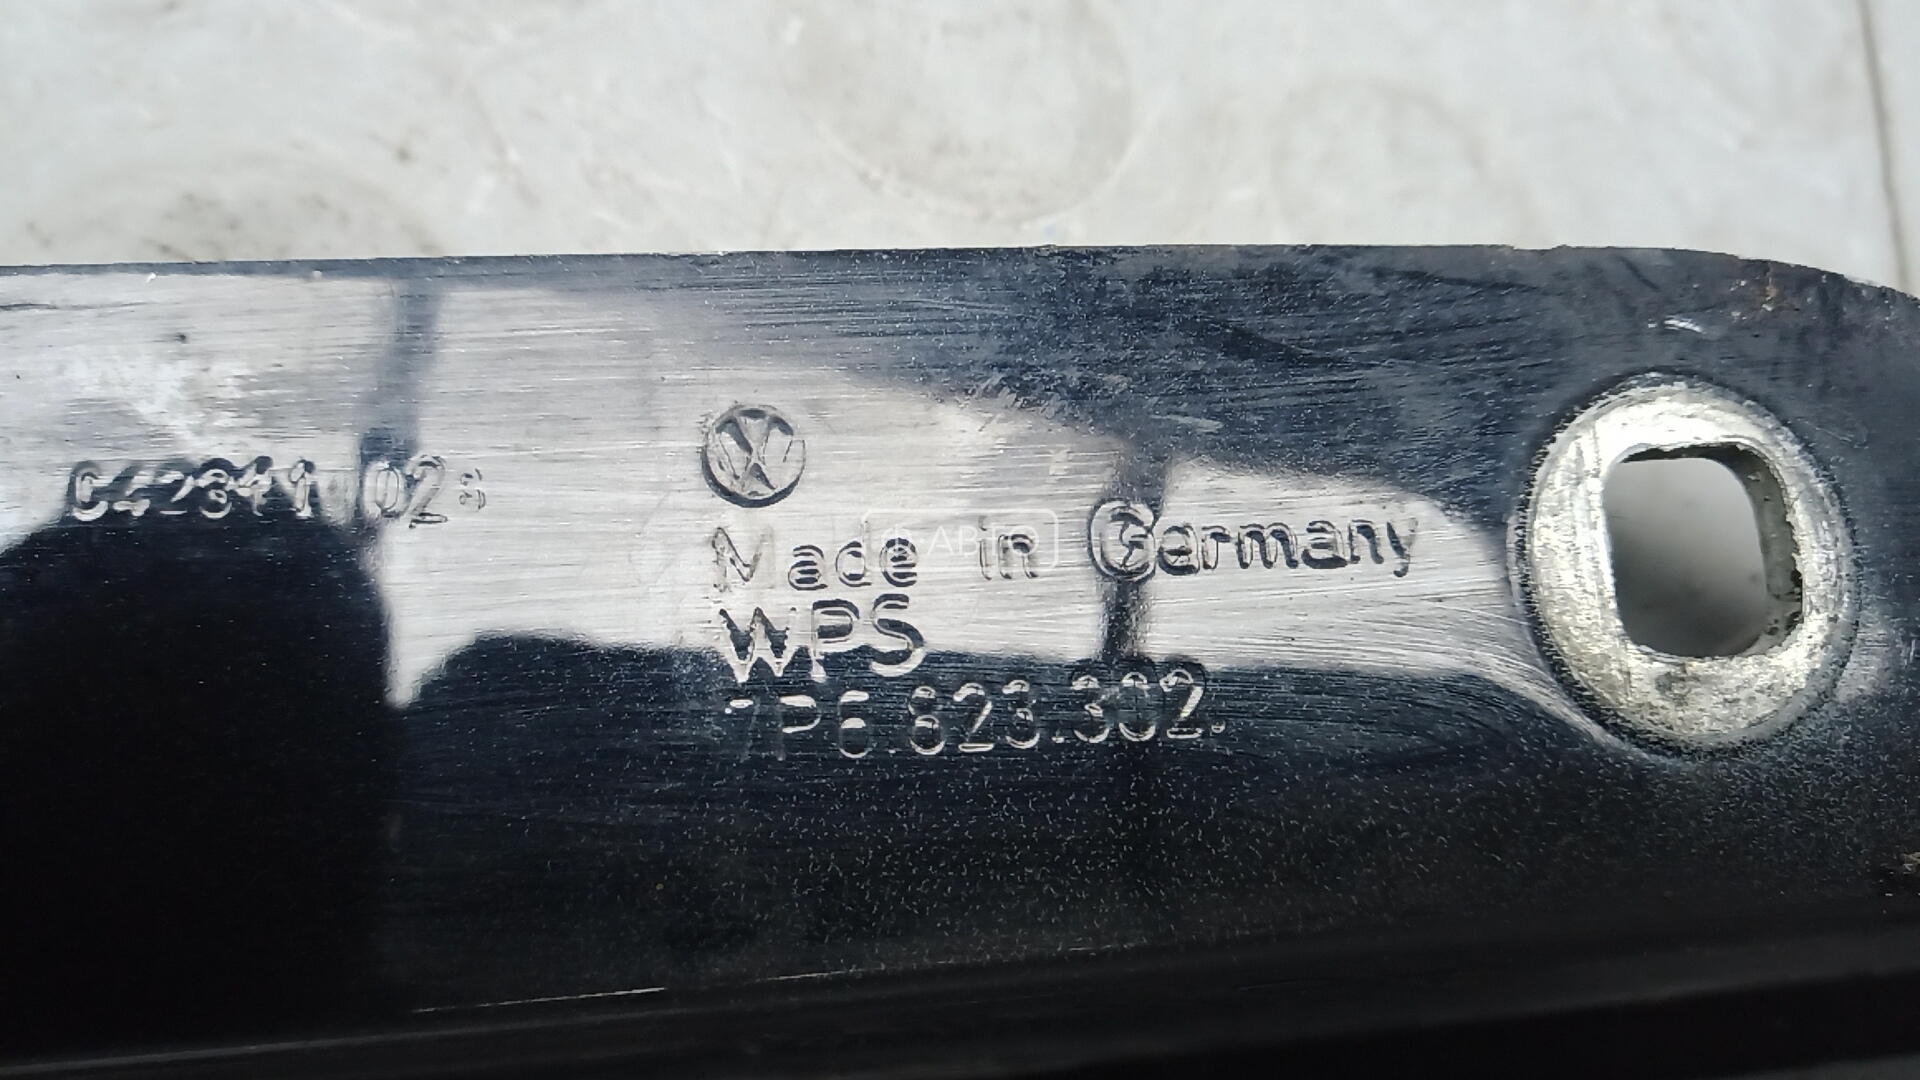 Made in Germany
WPS
7P6.823.302.